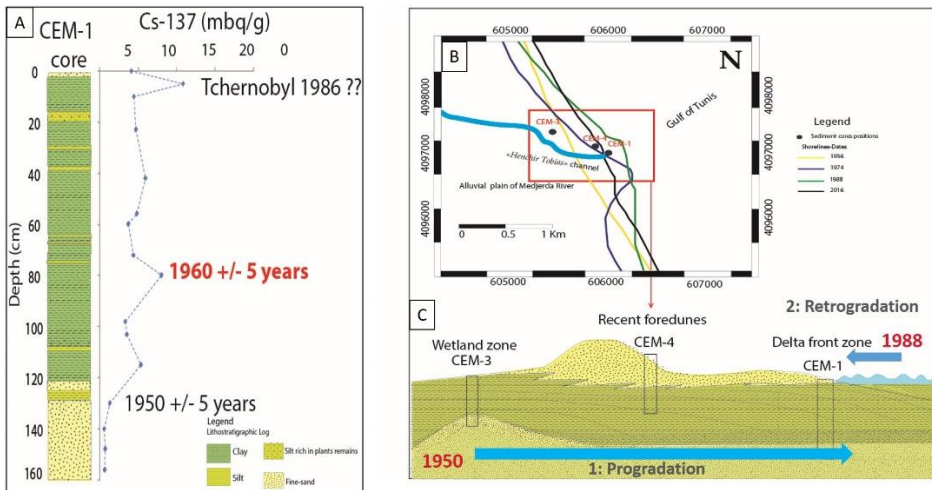 A
Cs-137 (mbq/g)
CEM-1
core
5 10 20 0
Tchernobyl 1986 ??
Depth (cm)
0
20
40
60
80
100
120
140
160
1960 +/- 5 years
1950 +/- 5 years
Legend
Lithostratigraphic Log
Clay
Silt rich in plants remains
Silt
Fine-sand
B
605000 606000 607000
N
4098000
4097000
4096000
4098000
4097000
4096000
Gulf of Tunis
CEM-3
CEM-4
CEM-1
«Henchir Tobias» channel
Alluvial plain of Medjerda River
0 0.5 1 Km
605000 606000 607000
Legend
Sediment cores positions
Shorelines-Dates
1956
1974
1988
2016
C
Recent foredunes
2: Retrogradation
Wetland zone
CEM-3
CEM-4
Delta front zone
CEM-1
1988
1950
1: Progradation